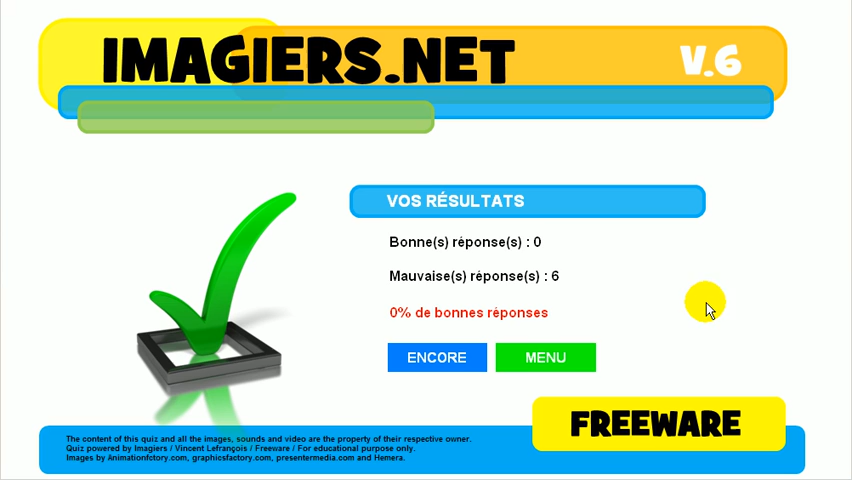 IMAGIERS.NET
V.6
VOS RÉSULTATS
Bonne(s) réponse(s) : 0
Mauvaise(s) réponse(s) : 6
0% de bonnes réponses
ENCORE
MENU
FREEWARE
The content of this quiz and all the images, sounds and video are the property of their respective owner.
Quiz powered by Imagiers / Vincent Lefrançois / Freeware / For educational purpose only.
Images by Animationfctory.com, graphicsfactory.com, presentermedia.com and Hemera.